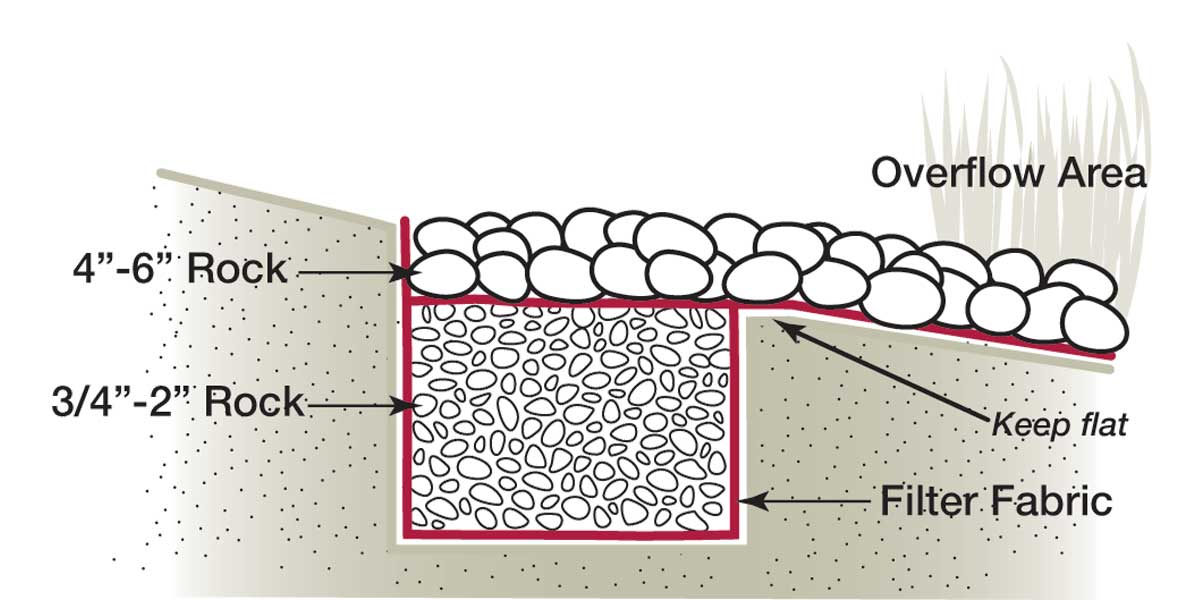 Overflow Area
4”-6” Rock
3/4”-2” Rock
Keep flat
Filter Fabric